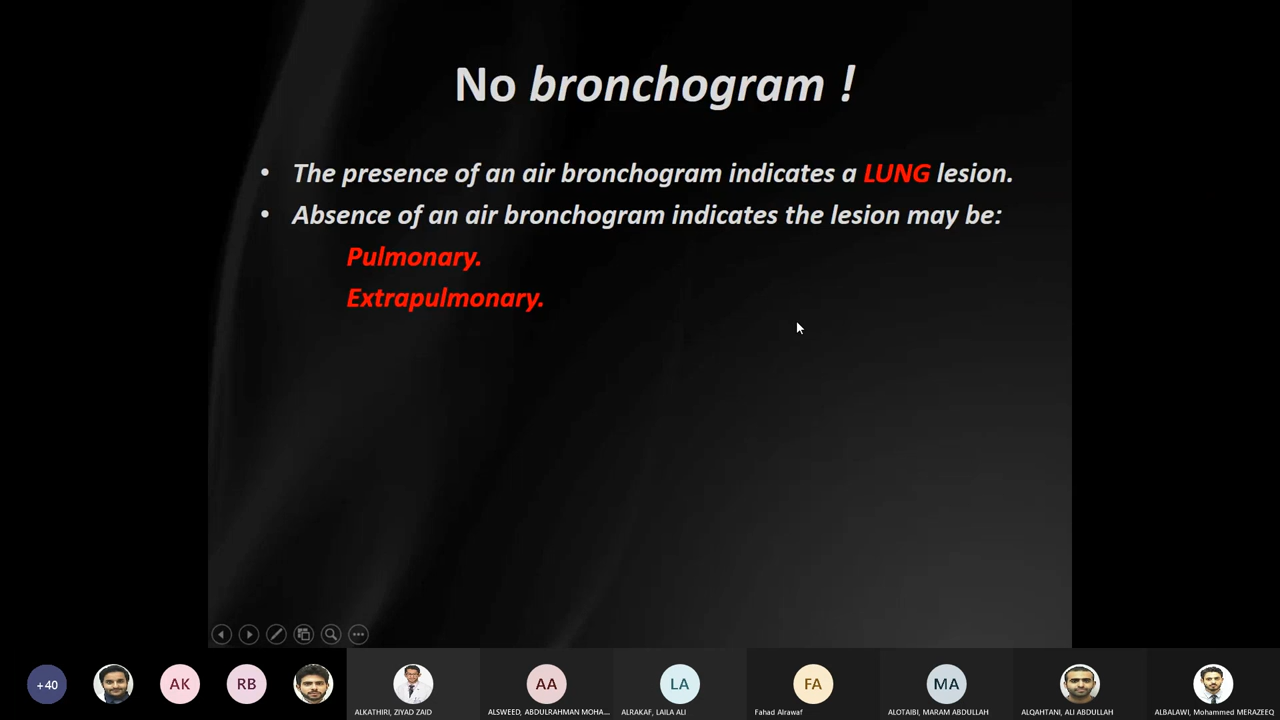 No bronchogram !
• The presence of an air bronchogram indicates a LUNG lesion.
• Absence of an air bronchogram indicates the lesion may be:
Pulmonary.
Extrapulmonary.
+40
AK
RB
AA
LA
FA
MA
ALKATHIRI, ZIYAD ZAID
ALSWEED, ABDULRAHMAN MOHA...
ALRAKAF, LAILA ALI
Fahad Alrawaf
ALOTAIBI, MARAM ABDULLAH
ALQAHTANI, ALI ABDULLAH
ALBALAWI, Mohammed MERAZEEQ